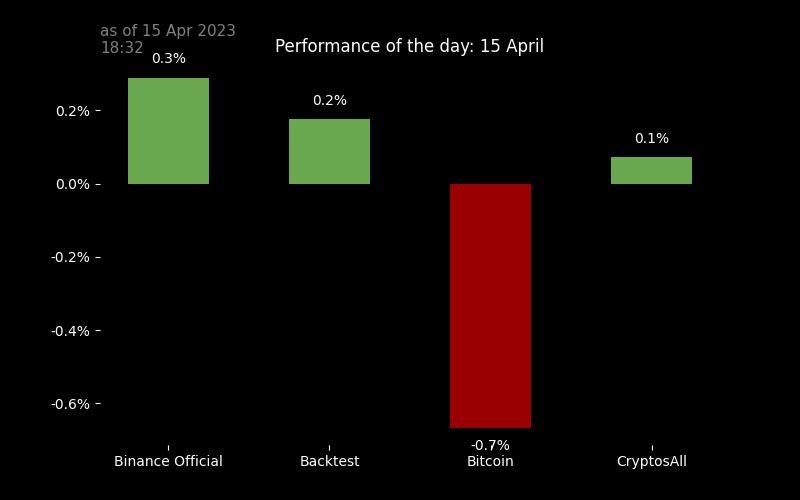 as of 15 Apr 2023
18:32
Performance of the day: 15 April
0.3%
0.2%
0.1%
-0.7%
0.2%
0.0%
-0.2%
-0.4%
-0.6%
Binance Official
Backtest
Bitcoin
CryptosAll